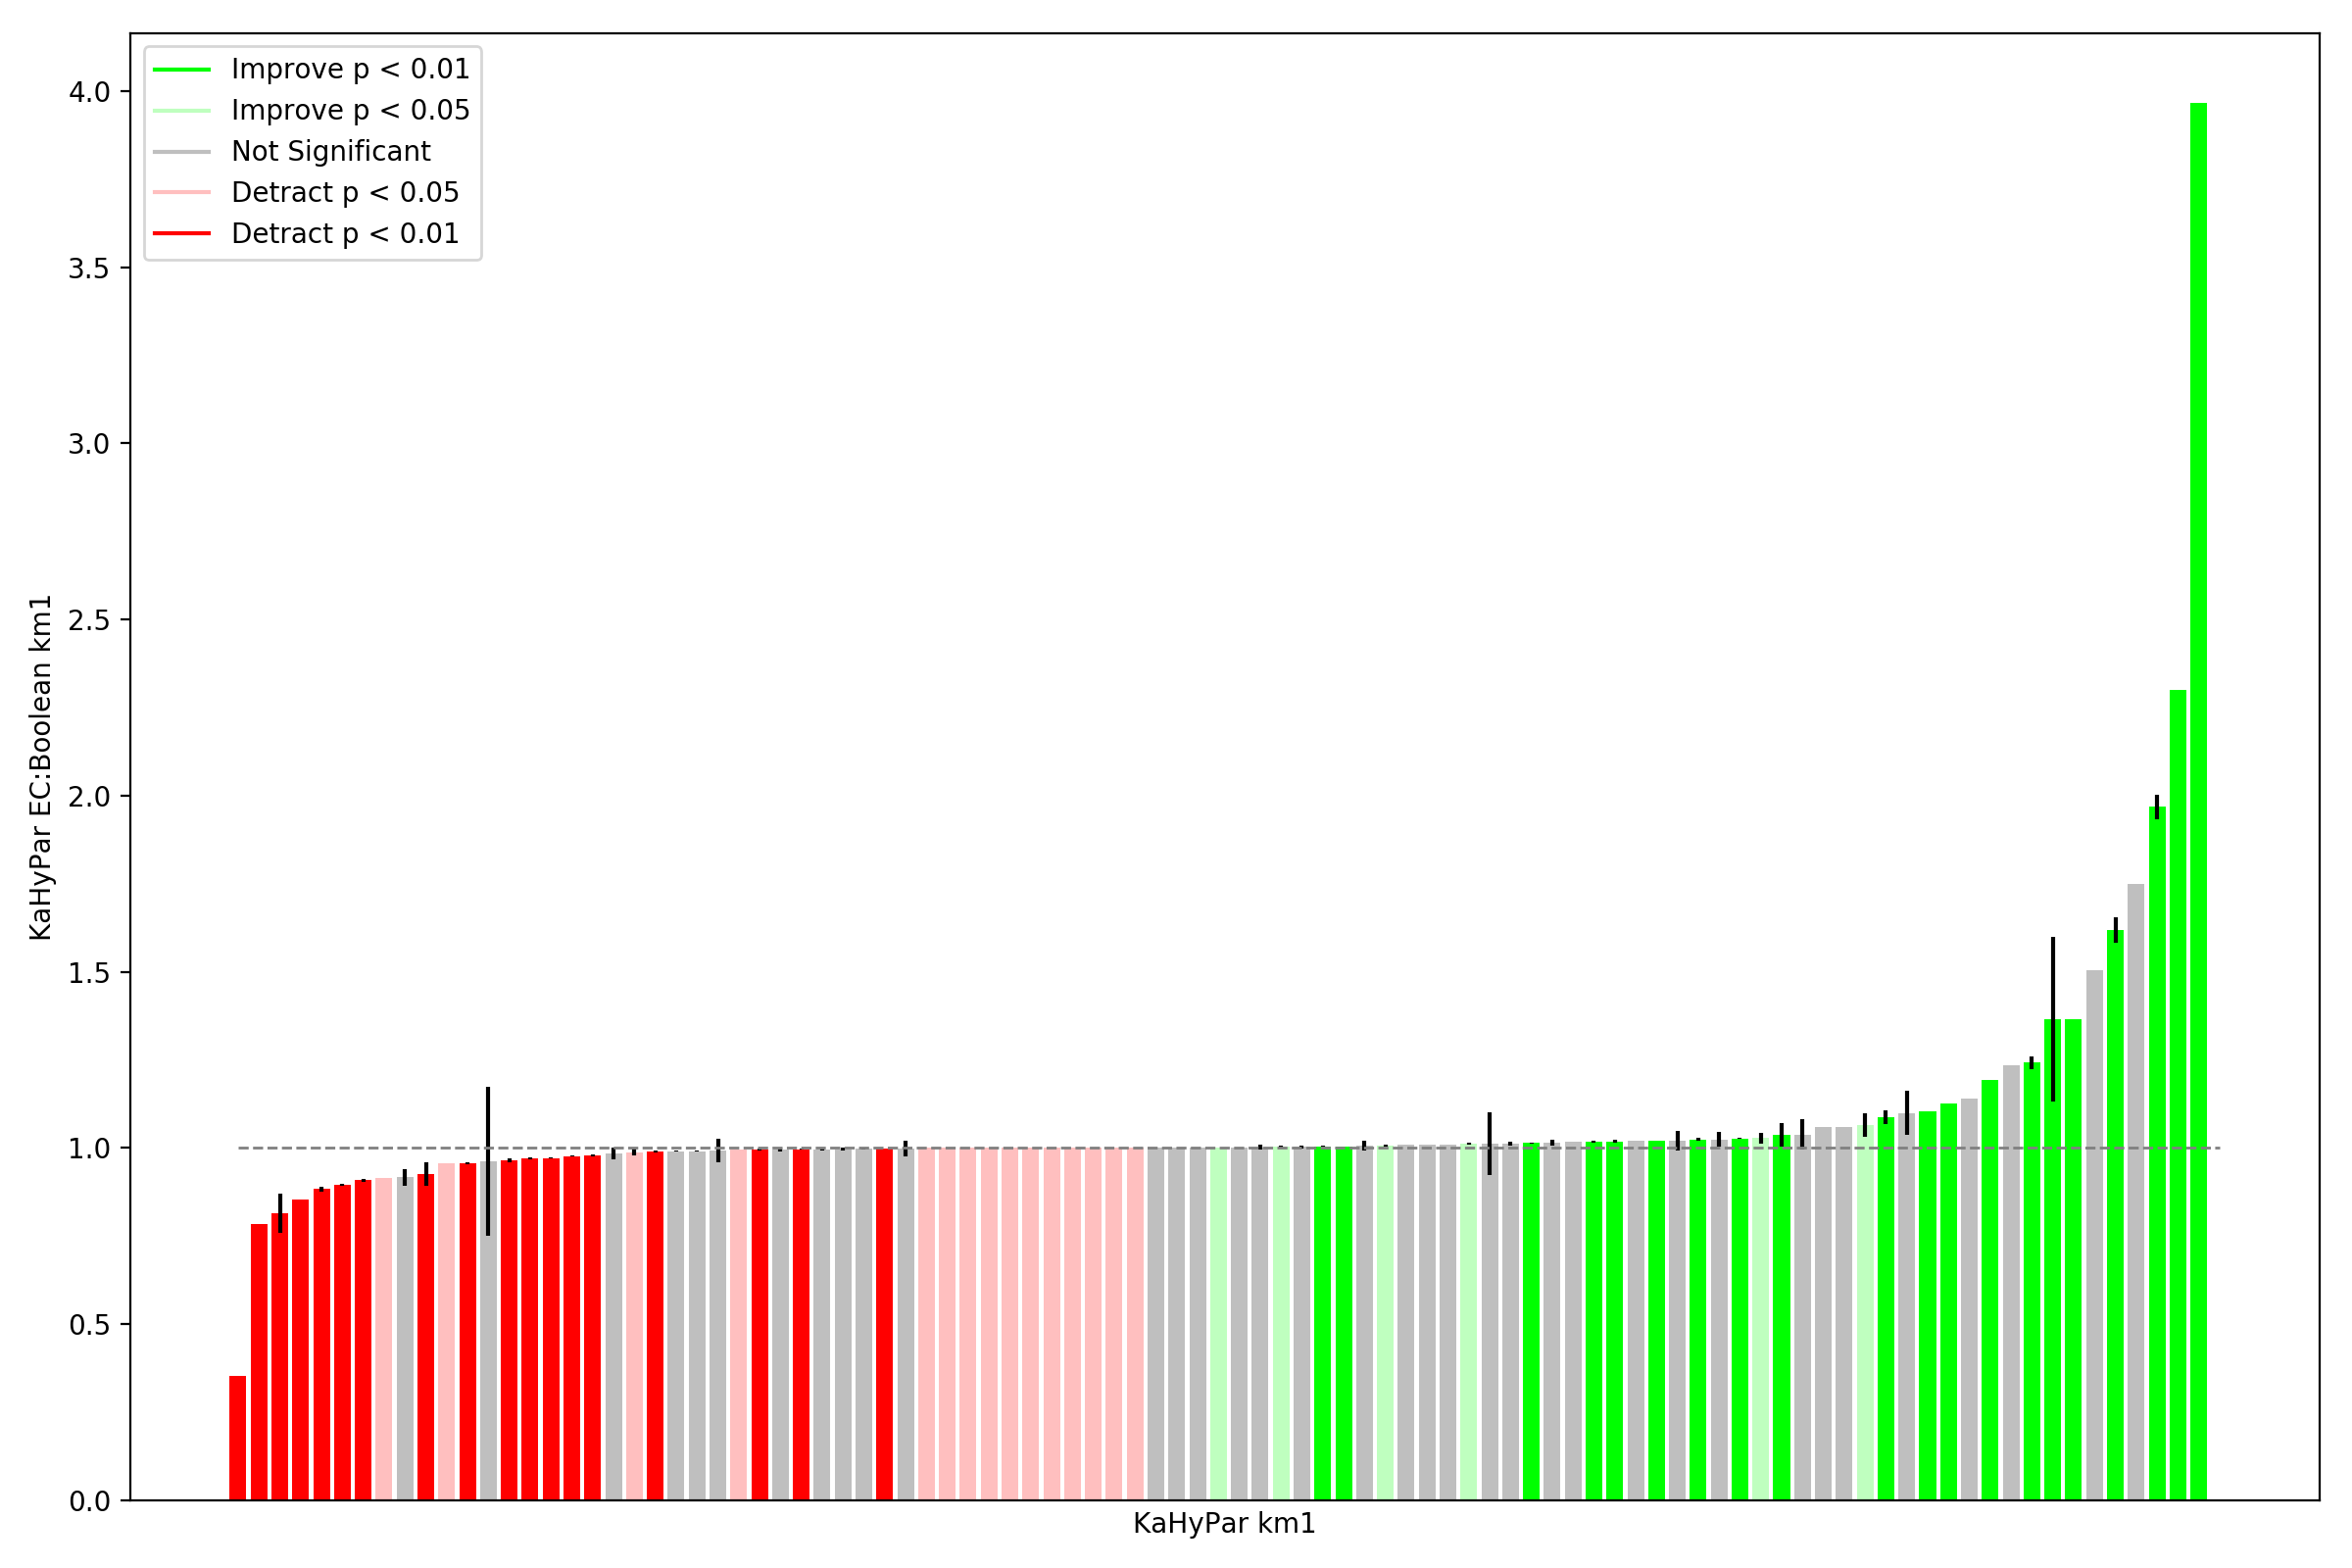 Improve p < 0.01
Improve p < 0.05
Not Significant
Detract p < 0.05
Detract p < 0.01
4.0
3.5
3.0
2.5
2.0
1.5
1.0
0.5
0.0
KaHyPar EC:Boolean km1
KaHyPar km1